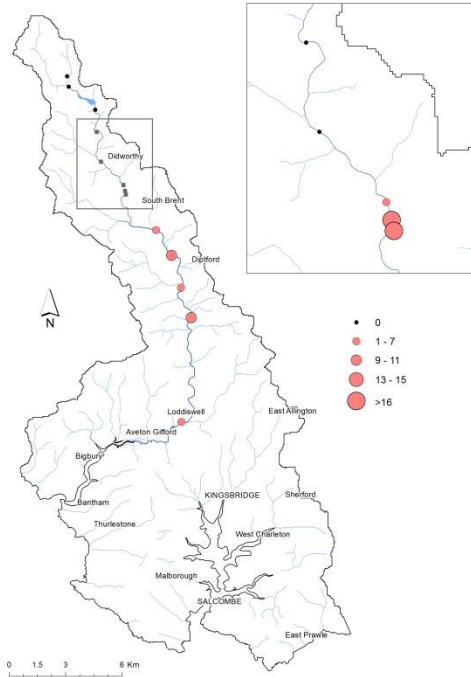 Didworthy
South Brent
Diptford
N
0
1 - 7
9 - 11
13 - 15
>16
Loddiswell
East Allington
Aveton Gifford
Bigbury
KINGSBRIDGE
Sherford
Bantham
Thurlestone
West Charleton
Malborough
SALCOMBE
East Prawle
0 1.5 3 6 Km